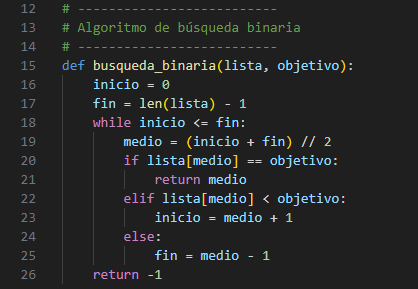 12 # --------------------------
13 # Algoritmo de búsqueda binaria
14 # --------------------------
15 def busqueda_binaria(lista, objetivo):
16     inicio = 0
17     fin = len(lista) - 1
18     while inicio <= fin:
19         medio = (inicio + fin) // 2
20         if lista[medio] == objetivo:
21             return medio
22         elif lista[medio] < objetivo:
23             inicio = medio + 1
24         else:
25             fin = medio - 1
26     return -1